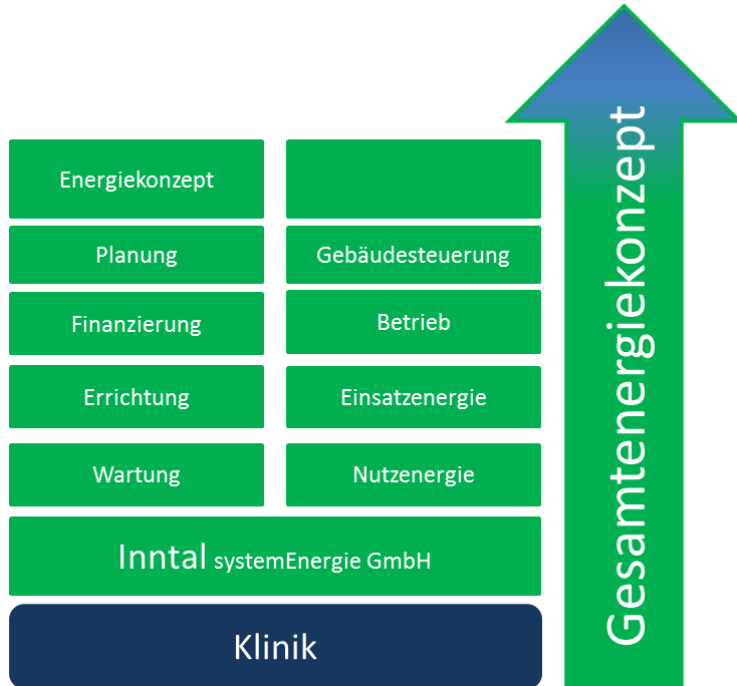 Energiekonzept
Planung
Gebäudesteuerung
Finanzierung
Betrieb
Errichtung
Einsatzenergie
Wartung
Nutzenergie
Inntal systemEnergie GmbH
Klinik
Gesamtenergiekonzept